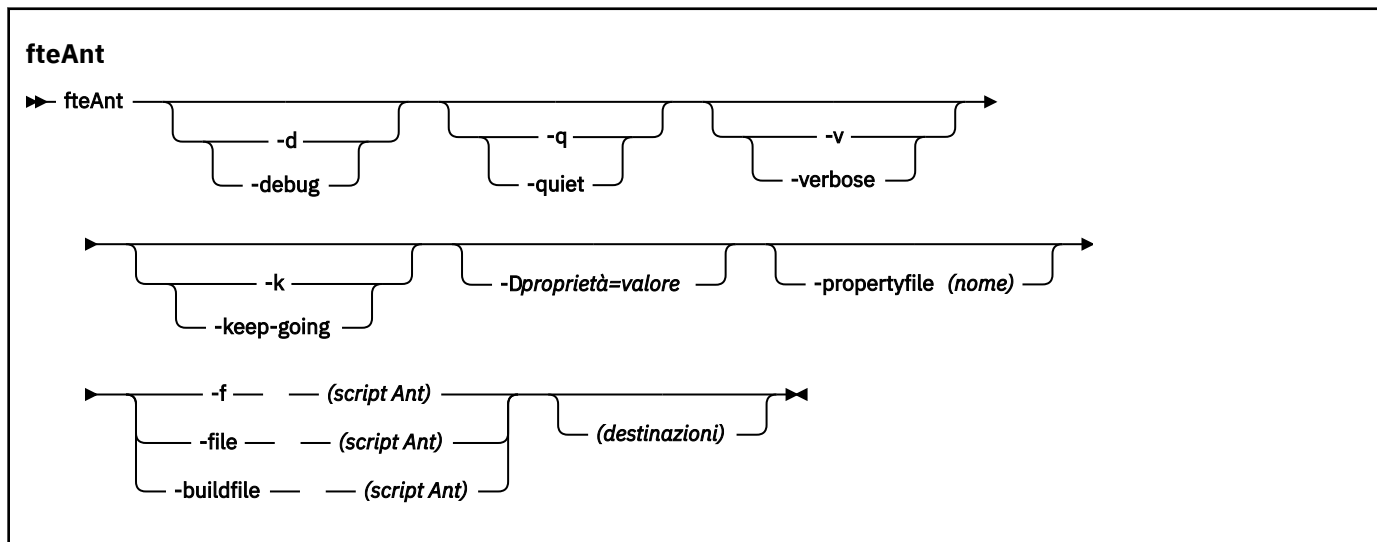 fteAnt
fteAnt
-d
-debug
-q
-quiet
-v
-verbose
-k
-keep-going
-Dproprietà=valore
-propertyfile (nome)
-f (script Ant)
-file (script Ant)
-buildfile (script Ant)
(destinazioni)